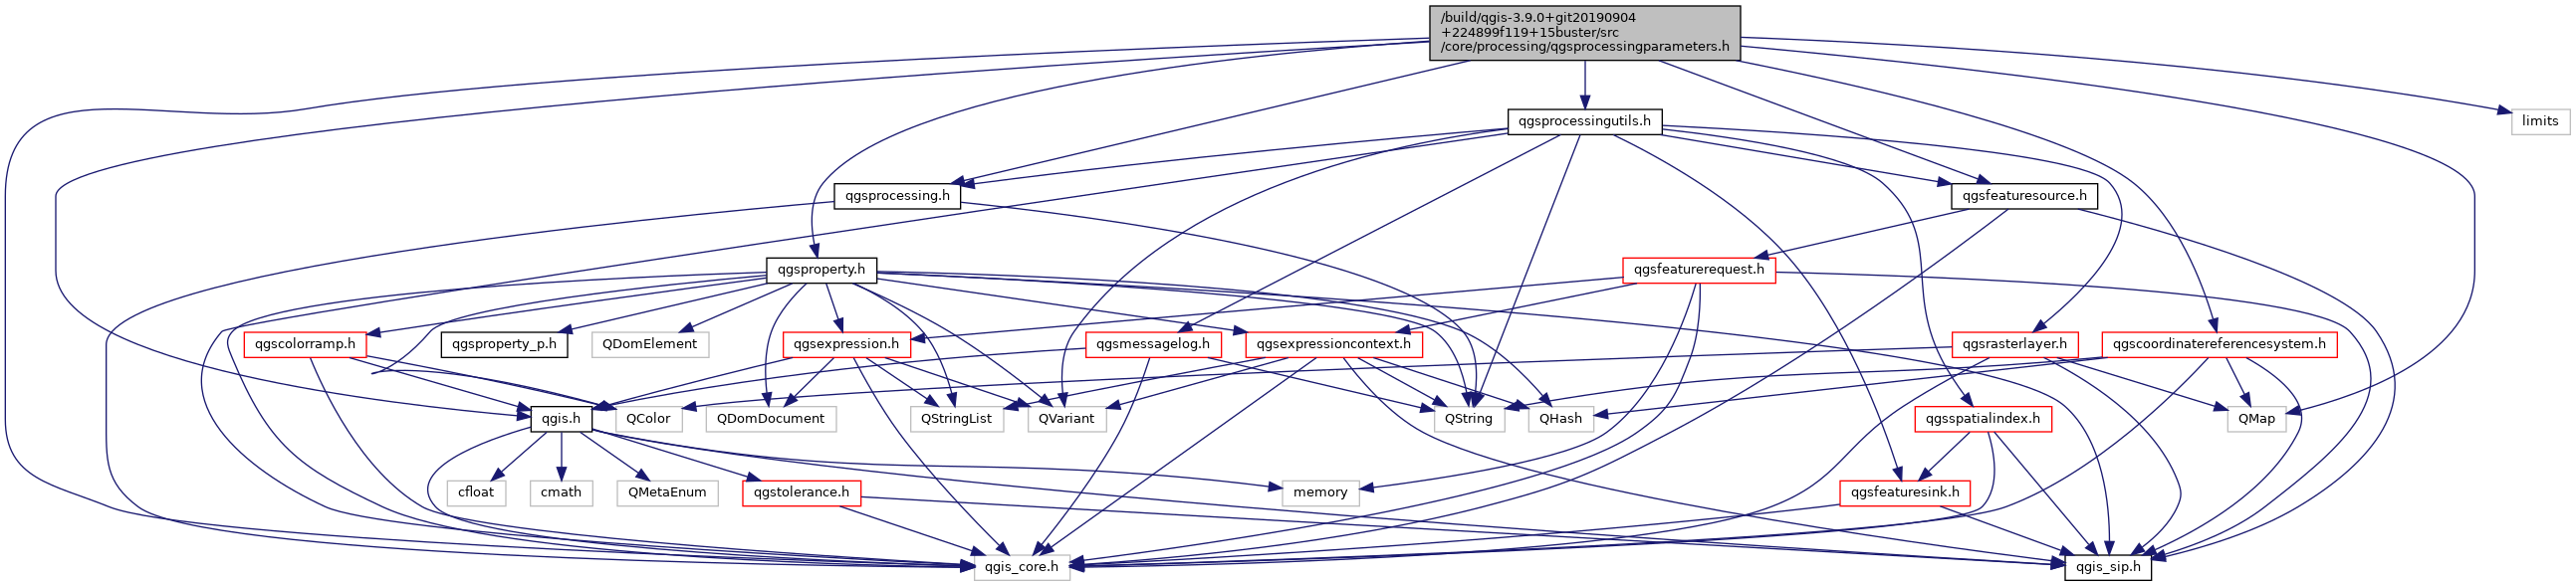 /build/qgis-3.9.0+git20190904
+224899f119+15buster/src
/core/processing/qgsprocessingparameters.h
qgsprocessingutils.h
limits
qgsprocessing.h
qgsfeaturesource.h
qgsproperty.h
qgsfeaturerequest.h
qgscolorramp.h
qgsproperty_p.h
QDomElement
qgsexpression.h
qgsmessagelog.h
qgsexpressioncontext.h
qgsrasterlayer.h
qgscoordinatereferencesystem.h
qgis.h
QColor
QDomDocument
QStringList
QVariant
QString
QHash
qgsspatialindex.h
QMap
cfloat
cmath
QMetaEnum
qgstolerance.h
memory
qgsfeaturesink.h
qgis_core.h
qgis_sip.h